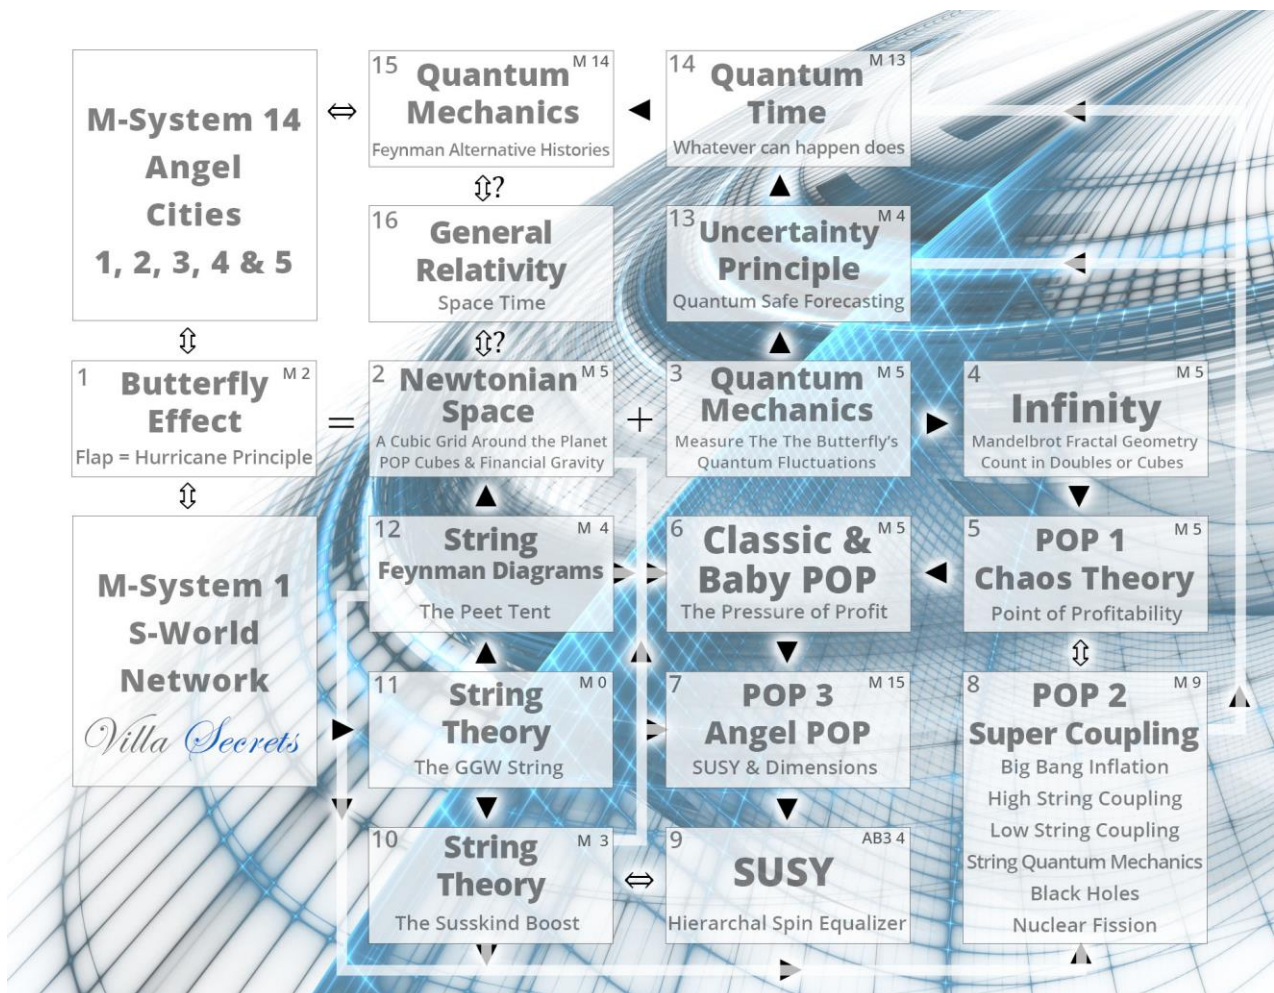 M-System 14
Angel
Cities
1, 2, 3, 4 & 5
15
Quantum
M 14
Mechanics
Feynman Alternative Histories
14
Quantum
M 13
Time
Whatever can happen does
?
16
General
Relativity
Space Time
13
Uncertainty
M 4
Principle
Quantum Safe Forecasting
?
1
Butterfly
M 2
Effect
Flap = Hurricane Principle
=
2
Newtonian
M 5
Space
A Cubic Grid Around the Planet
POP Cubes & Financial Gravity
+
3
Quantum
M 5
Mechanics
Measure The The Butterfly's
Quantum Fluctuations
4
M 5
Infinity
Mandelbrot Fractal Geometry
Count in Doubles or Cubes
M-System 1
S-World
Network
Villa Secrets
12
String
M 4
Feynman Diagrams
The Peet Tent
6
Classic &
M 5
Baby POP
The Pressure of Profit
5
POP 1
M 5
Chaos Theory
Point of Profitability
11
String
M 0
Theory
The GGW String
7
POP 3
M 15
Angel POP
SUSY & Dimensions
8
POP 2
M 9
Super Coupling
Big Bang Inflation
High String Coupling
Low String Coupling
String Quantum Mechanics
Black Holes
Nuclear Fission
10
String
M 3
Theory
The Susskind Boost
9
AB3 4
SUSY
Hierarchal Spin Equalizer